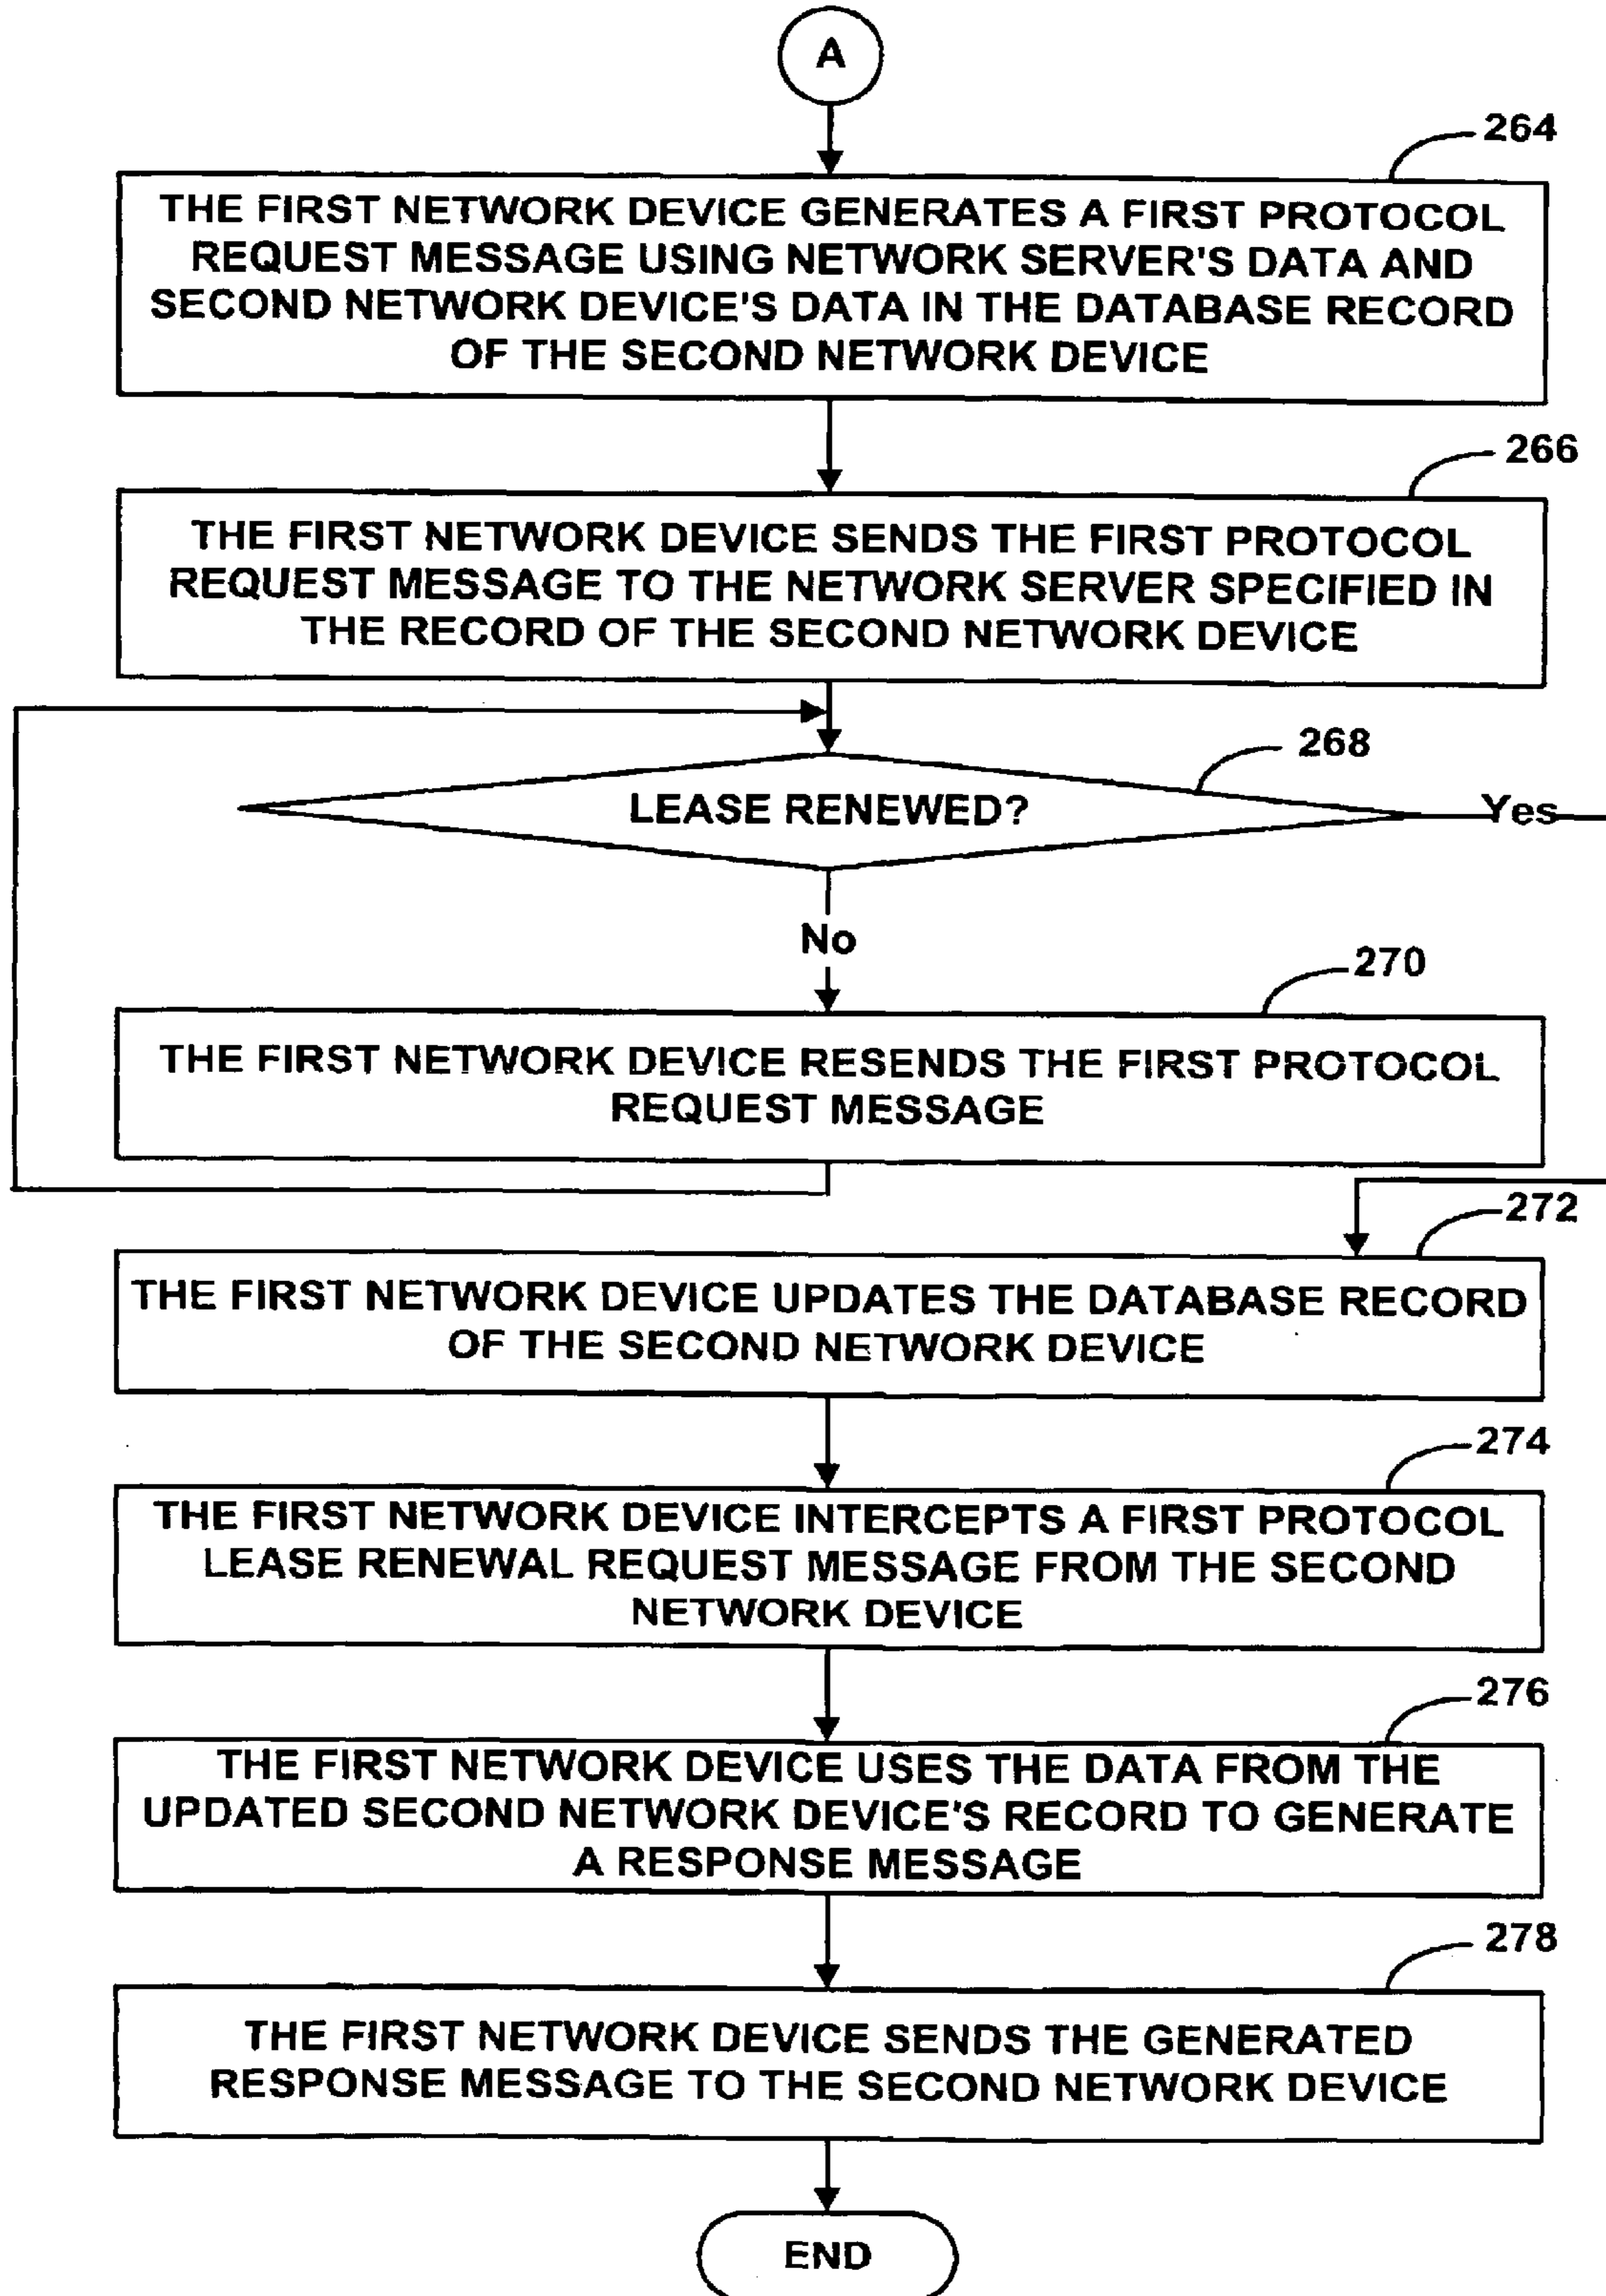 A
264
THE FIRST NETWORK DEVICE GENERATES A FIRST PROTOCOL
REQUEST MESSAGE USING NETWORK SERVER'S DATA AND
SECOND NETWORK DEVICE'S DATA IN THE DATABASE RECORD
OF THE SECOND NETWORK DEVICE
266
THE FIRST NETWORK DEVICE SENDS THE FIRST PROTOCOL
REQUEST MESSAGE TO THE NETWORK SERVER SPECIFIED IN
THE RECORD OF THE SECOND NETWORK DEVICE
268
LEASE RENEWED?
Yes
No
270
THE FIRST NETWORK DEVICE RESENDS THE FIRST PROTOCOL
REQUEST MESSAGE
272
THE FIRST NETWORK DEVICE UPDATES THE DATABASE RECORD
OF THE SECOND NETWORK DEVICE
274
THE FIRST NETWORK DEVICE INTERCEPTS A FIRST PROTOCOL
LEASE RENEWAL REQUEST MESSAGE FROM THE SECOND
NETWORK DEVICE
276
THE FIRST NETWORK DEVICE USES THE DATA FROM THE
UPDATED SECOND NETWORK DEVICE'S RECORD TO GENERATE
A RESPONSE MESSAGE
278
THE FIRST NETWORK DEVICE SENDS THE GENERATED
RESPONSE MESSAGE TO THE SECOND NETWORK DEVICE
END